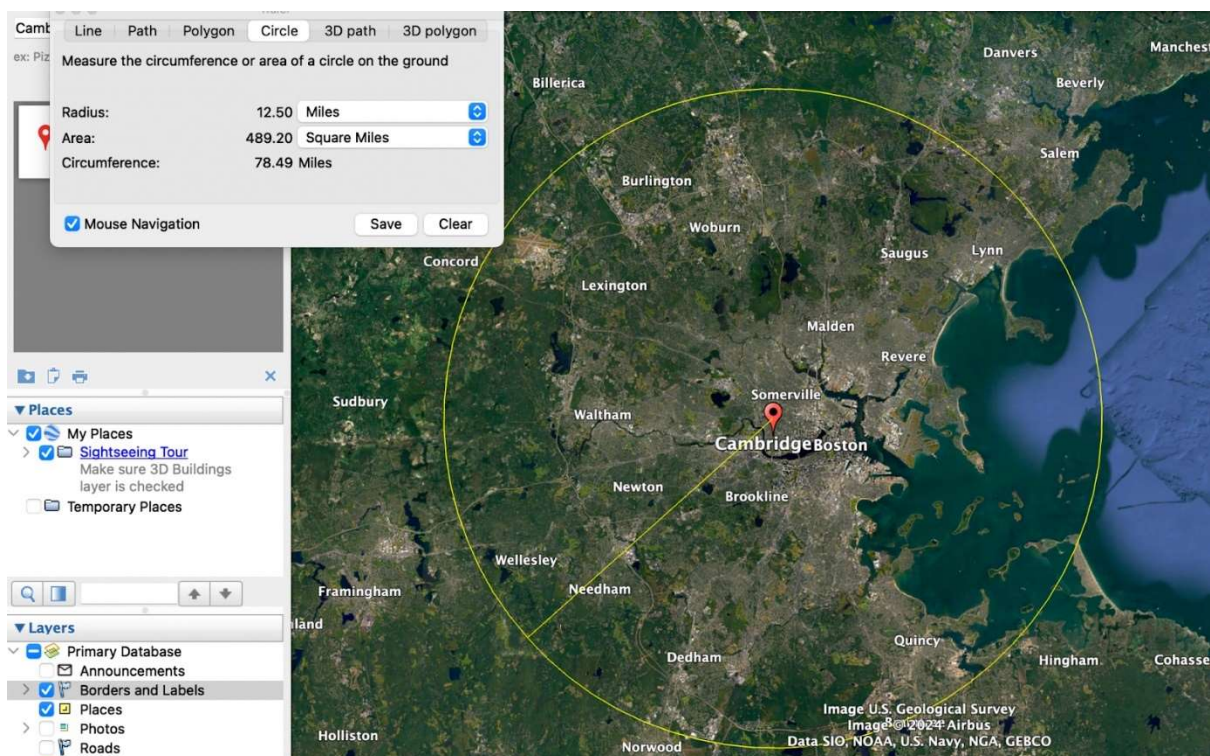 Camb
ex: Piz
Line Path Polygon Circle 3D path 3D polygon
Measure the circumference or area of a circle on the ground
Radius: 12.50 Miles
Area: 489.20 Square Miles
Circumference: 78.49 Miles
Mouse Navigation Save Clear
Places
My Places
Sightseeing Tour
Make sure 3D Buildings
layer is checked
Temporary Places
Layers
Primary Database
Announcements
Borders and Labels
Places
Photos
Roads
Manchest
Danvers
Beverly
Billerica
Salem
Burlington
Woburn
Saugus
Lynn
Concord
Lexington
Malden
Revere
Sudbury
Somerville
Waltham
Cambridge
Boston
Newton
Brookline
Wellesley
Framingham
Needham
land
Quincy
Dedham
Hingham
Cohasse
Holliston
Norwood
Image U.S. Geological Survey
Image © 2024 Airbus
Data SIO, NOAA, U.S. Navy, NGA, GEBCO